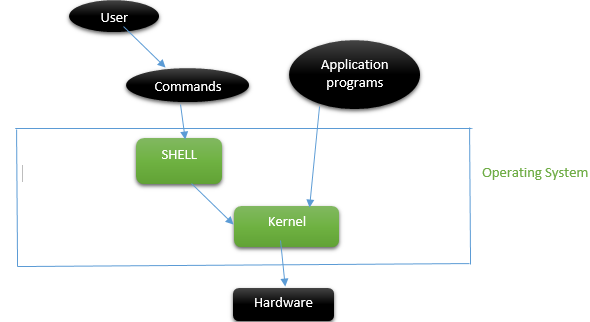 User
Commands
Application
programs
SHELL
Operating System
Kernel
Hardware